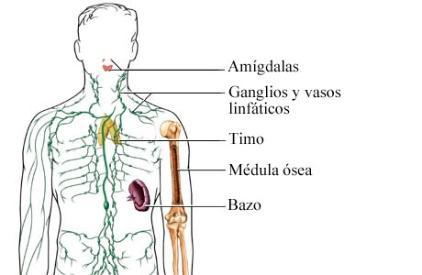 Amígdalas
Ganglios y vasos
linfáticos
Timo
Médula ósea
Bazo